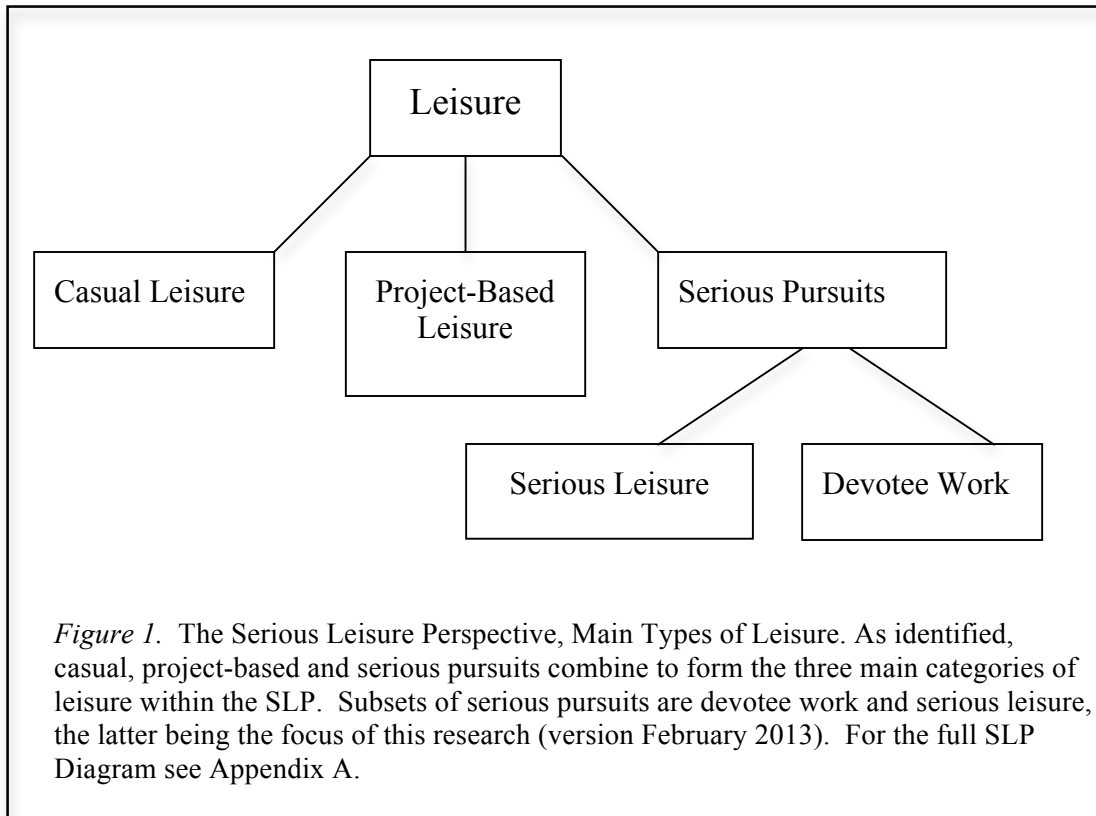 Leisure
Casual Leisure
Project-Based
Leisure
Serious Pursuits
Serious Leisure
Devotee Work
Figure 1.  The Serious Leisure Perspective, Main Types of Leisure. As identified,
casual, project-based and serious pursuits combine to form the three main categories of
leisure within the SLP.  Subsets of serious pursuits are devotee work and serious leisure,
the latter being the focus of this research (version February 2013).  For the full SLP
Diagram see Appendix A.